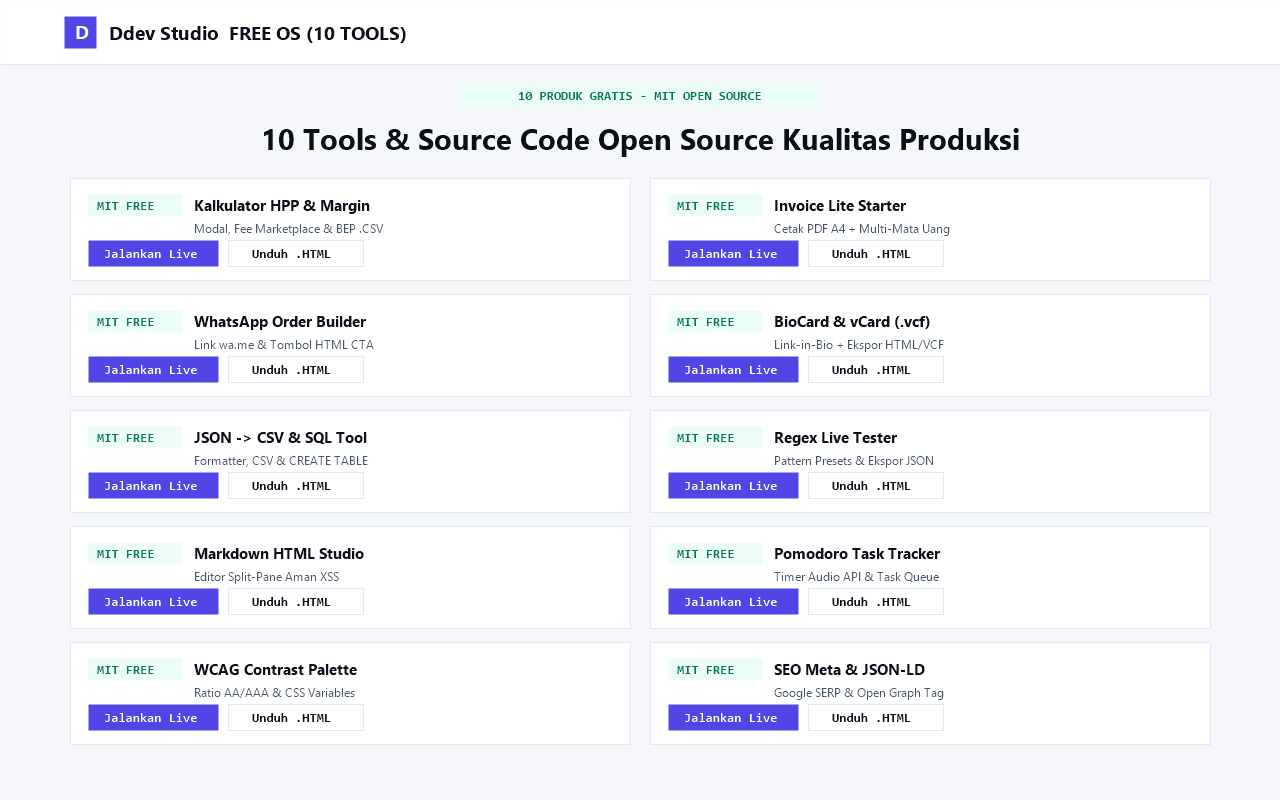 D Ddev Studio FREE OS (10 TOOLS)
10 PRODUK GRATIS - MIT OPEN SOURCE
10 Tools & Source Code Open Source Kualitas Produksi
MIT FREE Kalkulator HPP & Margin
Modal, Fee Marketplace & BEP .CSV
Jalankan Live Unduh .HTML
MIT FREE Invoice Lite Starter
Cetak PDF A4 + Multi-Mata Uang
Jalankan Live Unduh .HTML
MIT FREE WhatsApp Order Builder
Link wa.me & Tombol HTML CTA
Jalankan Live Unduh .HTML
MIT FREE BioCard & vCard (.vcf)
Link-in-Bio + Ekspor HTML/VCF
Jalankan Live Unduh .HTML
MIT FREE JSON -> CSV & SQL Tool
Formatter, CSV & CREATE TABLE
Jalankan Live Unduh .HTML
MIT FREE Regex Live Tester
Pattern Presets & Ekspor JSON
Jalankan Live Unduh .HTML
MIT FREE Markdown HTML Studio
Editor Split-Pane Aman XSS
Jalankan Live Unduh .HTML
MIT FREE Pomodoro Task Tracker
Timer Audio API & Task Queue
Jalankan Live Unduh .HTML
MIT FREE WCAG Contrast Palette
Ratio AA/AAA & CSS Variables
Jalankan Live Unduh .HTML
MIT FREE SEO Meta & JSON-LD
Google SERP & Open Graph Tag
Jalankan Live Unduh .HTML